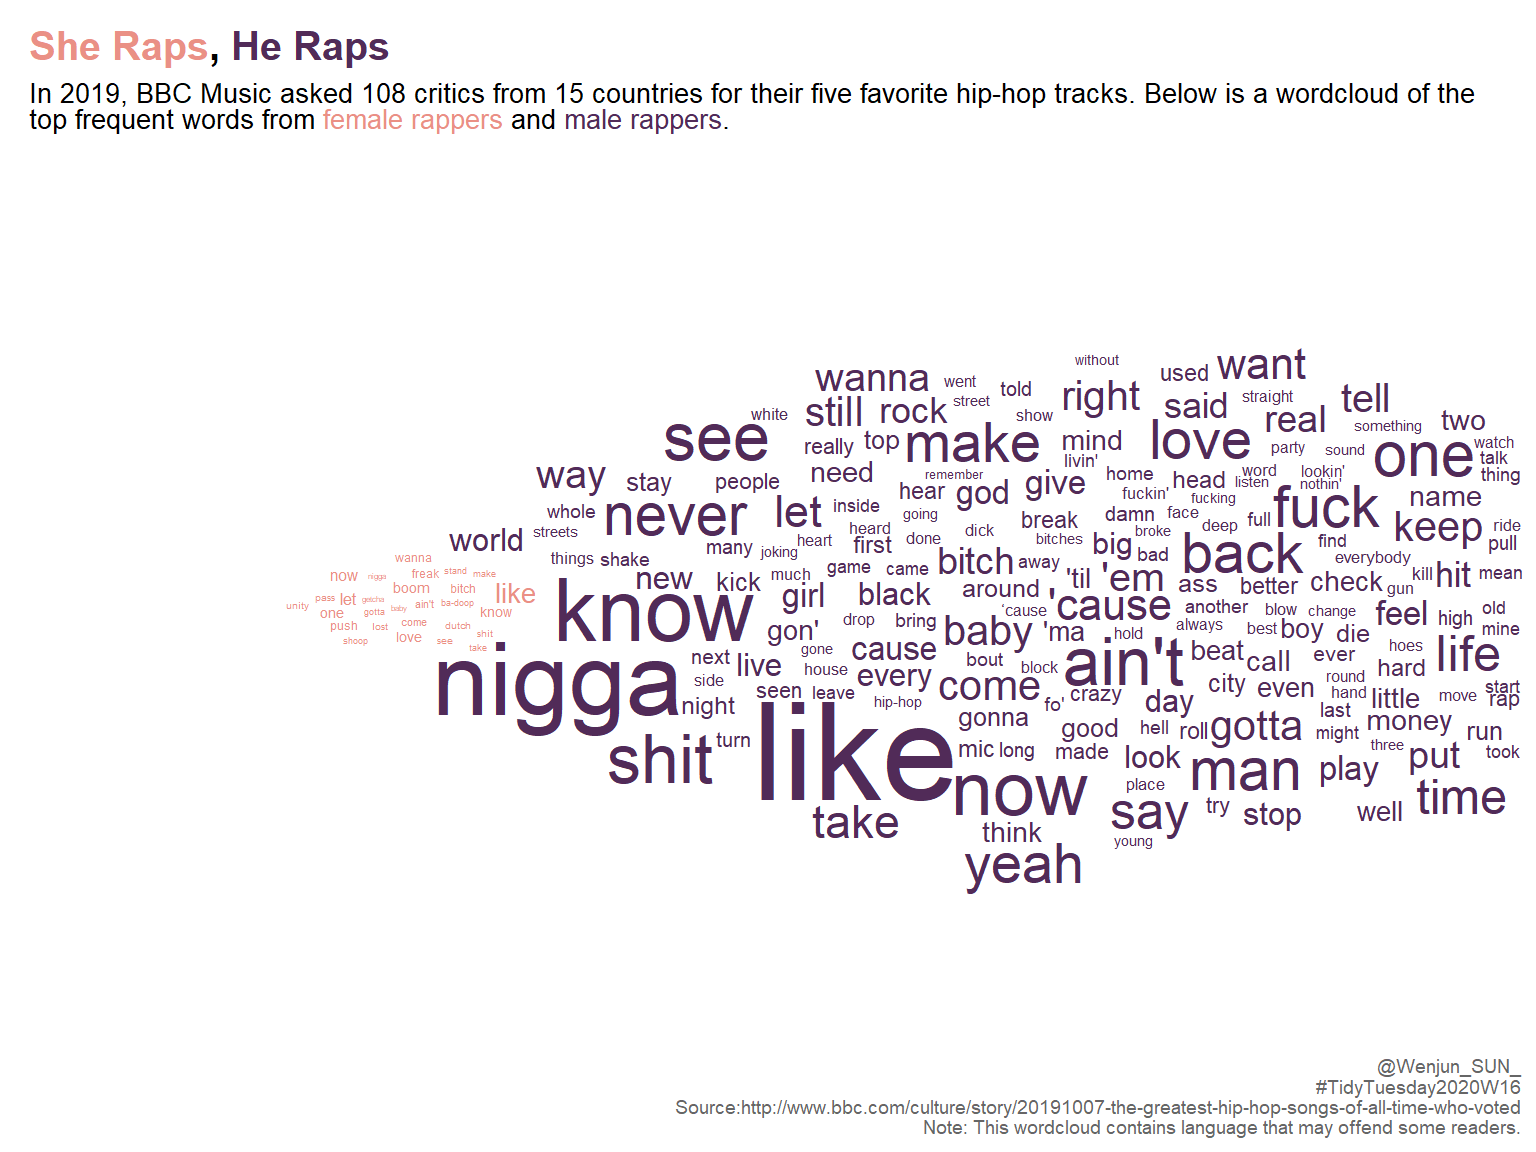 She Raps, He Raps
In 2019, BBC Music asked 108 critics from 15 countries for their five favorite hip-hop tracks. Below is a wordcloud of the
top frequent words from female rappers and male rappers.
wanna
now nigga freak stand make
boom bitch like
unity pass let getcha baby ain't ba-doop
one gotta know
push lost come dutch
shoop love see shit
take
without
wanna went told right used want
still rock street show said straight tell
white real something two
see really top make mind love party sound one watch
livin' talk
way stay people need remember give home head word lookin' thing
listen nothin'
hear god fuckin' fucking fuck name
whole never let inside going damn face
streets heard break deep full keep ride
world dick broke pull
many joking heart first done bitches big back find
things shake bitch away bad everybody
game came
new kick much 'til 'em ass better check gun kill hit mean
know girl black around 'cause
‘cause another blow change feel high old
drop bring always mine
gon' baby 'ma hold best boy die
gone cause ain't beat ever hoes life
next live house every bout block call round hard
side come city even hand start
nigga seen leave crazy little move rap
night hip-hop fo' day last
like gonna good hell roll gotta might money run
shit turn mic long made look three put took
now man play
place time
take say try stop well
think young
yeah
@Wenjun_SUN_
#TidyTuesday2020W16
Source:http://www.bbc.com/culture/story/20191007-the-greatest-hip-hop-songs-of-all-time-who-voted
Note: This wordcloud contains language that may offend some readers.